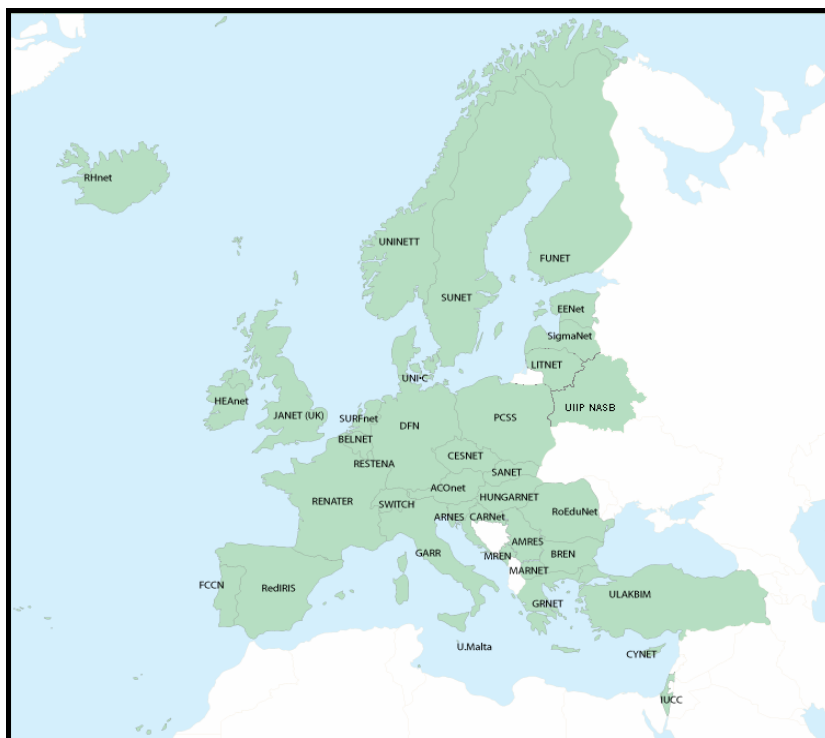 RHnet
UNINETT
FUNET
SUNET
EENet
SigmaNet
LITNET
UNI•C
HEAnet
JANET (UK)
SURFnet
DFN
PCSS
UIIP NASB
BELNET
CESNET
RESTENA
SANET
ACOnet
RENATER
SWITCH
HUNGARNET
ARNES
CARNet
RoEduNet
AMRES
GARR
MREN
BREN
MARNET
FCCN
RedIRIS
GRNET
ULAKBIM
U.Malta
CYNET
IUCC